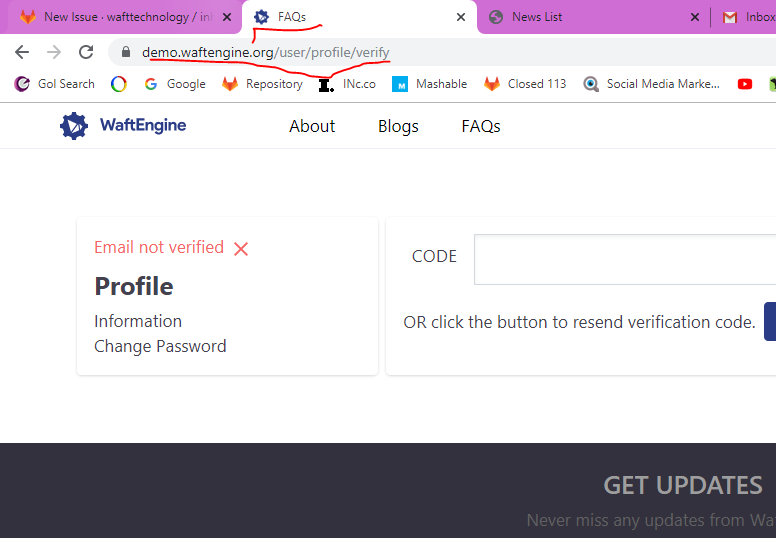 New Issue · wafttechnology / inf
FAQs
News List
Inbox
demo.waftengine.org/user/profile/verify
Gol Search
Google
Repository
INc.co
Mashable
Closed 113
Social Media Marke...
WaftEngine
About
Blogs
FAQs
Email not verified
Profile
Information
Change Password
CODE
OR click the button to resend verification code.
GET UPDATES
Never miss any updates from Waf